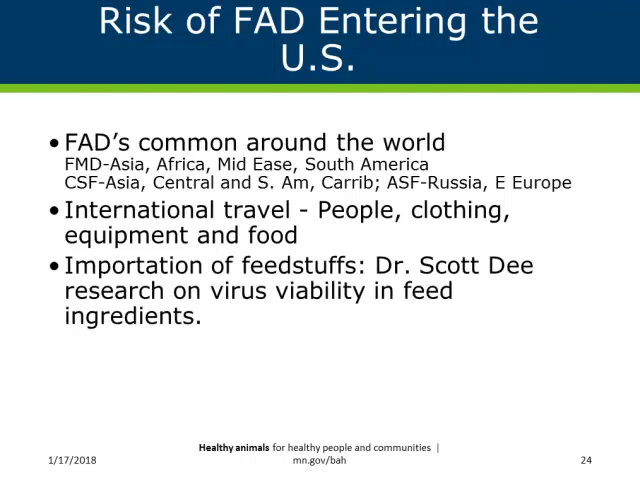 Risk of FAD Entering the
U.S.
•FAD's common around the world
FMD-Asia, Africa, Mid Ease, South America
CSF-Asia, Central and S. Am, Carrib; ASF-Russia, E Europe
•International travel - People, clothing,
equipment and food
•Importation of feedstuffs: Dr. Scott Dee
research on virus viability in feed
ingredients.
1/17/2018
Healthy animals for healthy people and communities |
mn.gov/bah
24